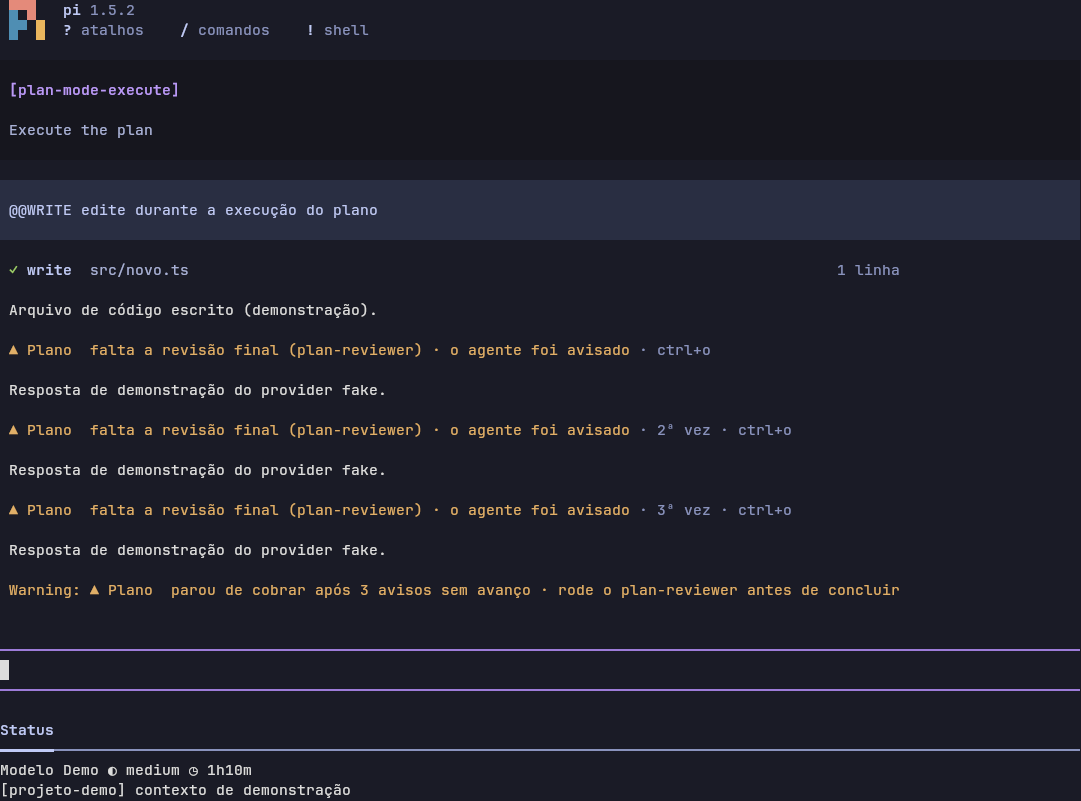 pi 1.5.2
? atalhos / comandos ! shell
[plan-mode-execute]
Execute the plan
@@WRITE edite durante a execução do plano
✓ write src/novo.ts 1 linha
Arquivo de código escrito (demonstração).
▲ Plano falta a revisão final (plan-reviewer) · o agente foi avisado · ctrl+o
Resposta de demonstração do provider fake.
▲ Plano falta a revisão final (plan-reviewer) · o agente foi avisado · 2ª vez · ctrl+o
Resposta de demonstração do provider fake.
▲ Plano falta a revisão final (plan-reviewer) · o agente foi avisado · 3ª vez · ctrl+o
Resposta de demonstração do provider fake.
Warning: ▲ Plano parou de cobrar após 3 avisos sem avanço · rode o plan-reviewer antes de concluir
Status
Modelo Demo ◐ medium ◷ 1h10m
[projeto-demo] contexto de demonstração